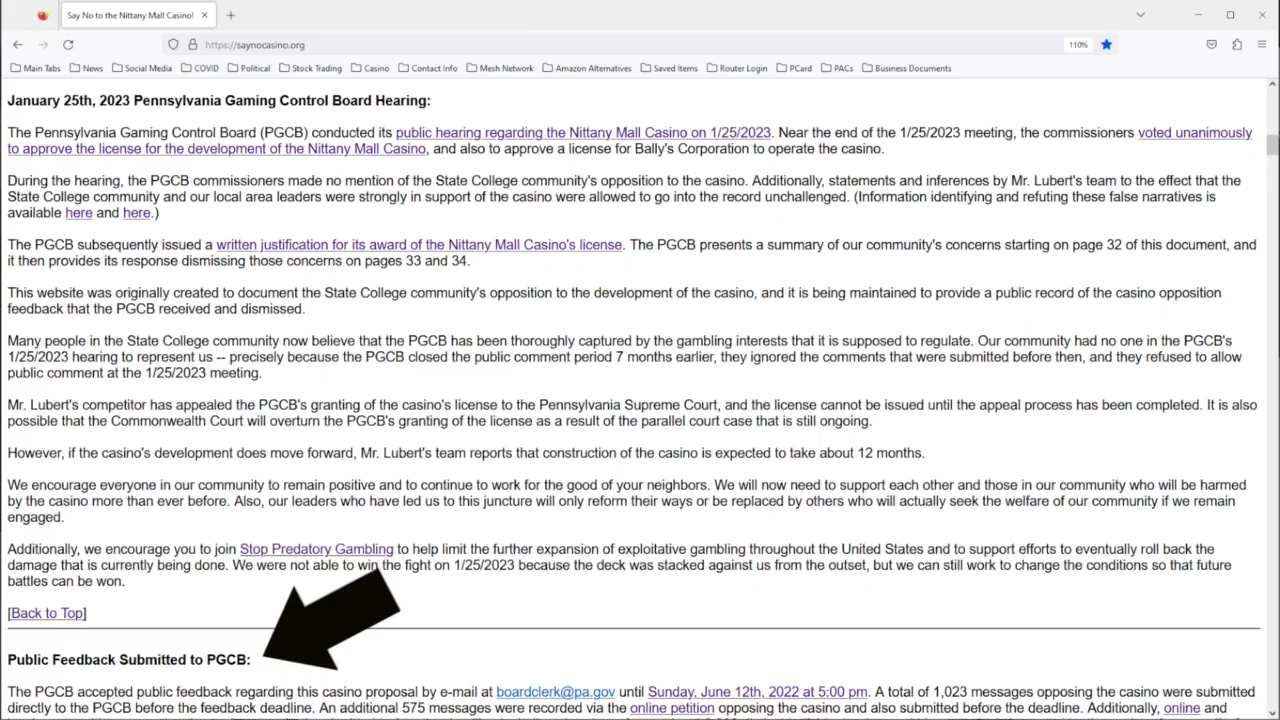 Say No to the Nittany Mall Casino!
https://saynocasino.org
110%
Main Tabs News Social Media COVID Political Stock Trading Casino Contact Info Mesh Network Amazon Alternatives Saved Items Router Login PCard PACs Business Documents
January 25th, 2023 Pennsylvania Gaming Control Board Hearing:
The Pennsylvania Gaming Control Board (PGCB) conducted its public hearing regarding the Nittany Mall Casino on 1/25/2023. Near the end of the 1/25/2023 meeting, the commissioners voted unanimously
to approve the license for the development of the Nittany Mall Casino, and also to approve a license for Bally's Corporation to operate the casino.
During the hearing, the PGCB commissioners made no mention of the State College community's opposition to the casino. Additionally, statements and inferences by Mr. Lubert's team to the effect that the
State College community and our local area leaders were strongly in support of the casino were allowed to go into the record unchallenged. (Information identifying and refuting these false narratives is
available here and here.)
The PGCB subsequently issued a written justification for its award of the Nittany Mall Casino's license. The PGCB presents a summary of our community's concerns starting on page 32 of this document, and
it then provides its response dismissing those concerns on pages 33 and 34.
This website was originally created to document the State College community's opposition to the development of the casino, and it is being maintained to provide a public record of the casino opposition
feedback that the PGCB received and dismissed.
Many people in the State College community now believe that the PGCB has been thoroughly captured by the gambling interests that it is supposed to regulate. Our community had no one in the PGCB's
1/25/2023 hearing to represent us -- precisely because the PGCB closed the public comment period 7 months earlier, they ignored the comments that were submitted before then, and they refused to allow
public comment at the 1/25/2023 meeting.
Mr. Lubert's competitor has appealed the PGCB's granting of the casino's license to the Pennsylvania Supreme Court, and the license cannot be issued until the appeal process has been completed. It is also
possible that the Commonwealth Court will overturn the PGCB's granting of the license as a result of the parallel court case that is still ongoing.
However, if the casino's development does move forward, Mr. Lubert's team reports that construction of the casino is expected to take about 12 months.
We encourage everyone in our community to remain positive and to continue to work for the good of your neighbors. We will now need to support each other and those in our community who will be harmed
by the casino more than ever before. Also, our leaders who have led us to this juncture will only reform their ways or be replaced by others who will actually seek the welfare of our community if we remain
engaged.
Additionally, we encourage you to join Stop Predatory Gambling to help limit the further expansion of exploitative gambling throughout the United States and to support efforts to eventually roll back the
damage that is currently being done. We were not able to win the fight on 1/25/2023 because the deck was stacked against us from the outset, but we can still work to change the conditions so that future
battles can be won.
[Back to Top]
Public Feedback Submitted to PGCB:
The PGCB accepted public feedback regarding this casino proposal by e-mail at boardclerk@pa.gov until Sunday, June 12th, 2022 at 5:00 pm. A total of 1,023 messages opposing the casino were submitted
directly to the PGCB before the feedback deadline. An additional 575 messages were recorded via the online petition opposing the casino and also submitted before the deadline. Additionally, online and